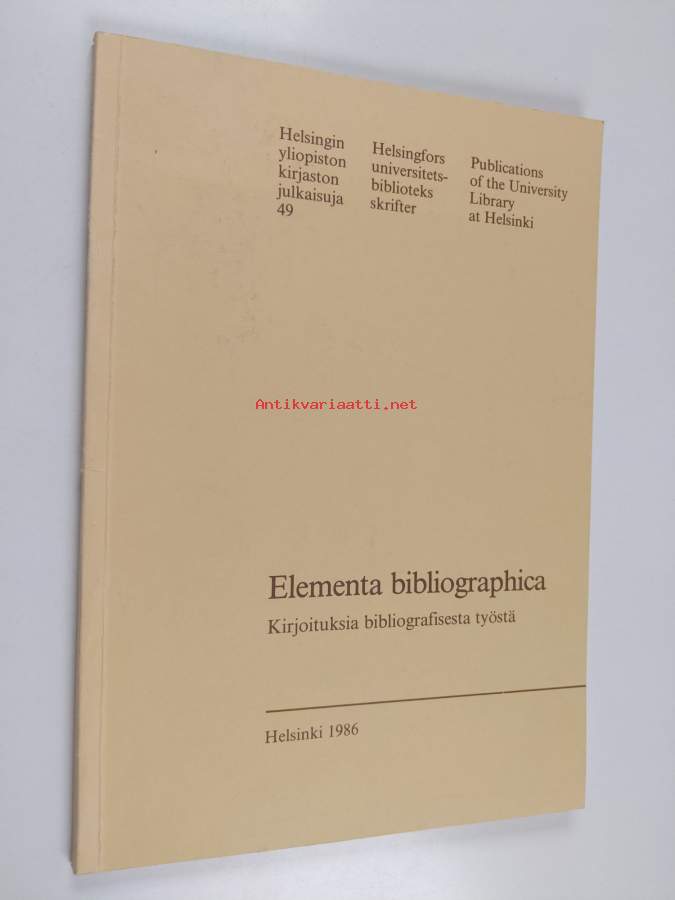 Helsingin
yliopiston
kirjaston
julkaisuja
49
Helsingfors
universitets-
biblioteks
skrifter
Publications
of the University
Library
at Helsinki
Antikvariaatti.net
Elementa bibliographica
Kirjoituksia bibliografisesta työstä
Helsinki 1986